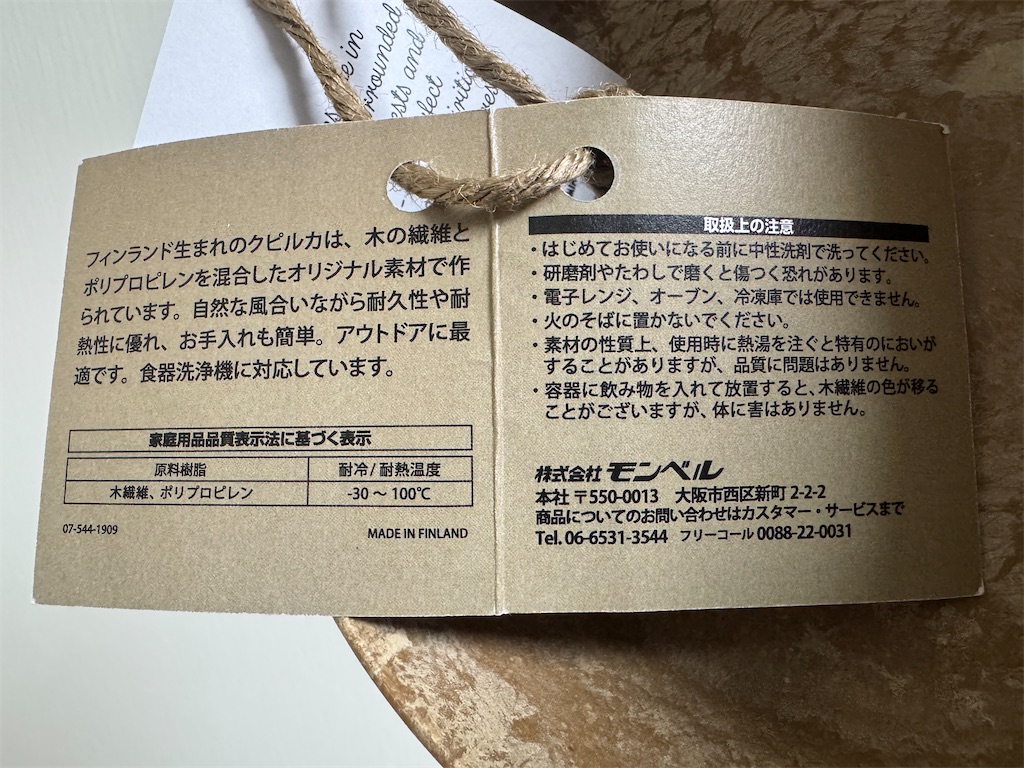 e in
rrounded
ests and
flect
フィンランド生まれのクピルカは、木の繊維と
ポリプロピレンを混合したオリジナル素材で作
られています。自然な風合いながら耐久性や耐
熱性に優れ、お手入れも簡単。アウトドアに最
適です。食器洗浄機に対応しています。
家庭用品品質表示法に基づく表示
原料樹脂 耐冷/耐熱温度
木繊維、ポリプロピレン -30～100℃
07-544-1909 MADE IN FINLAND
取扱上の注意
・はじめてお使いになる前に中性洗剤で洗ってください。
・研磨剤やたわしで磨くと傷つく恐れがあります。
・電子レンジ、オーブン、冷凍庫では使用できません。
・火のそばに置かないでください。
・素材の性質上、使用時に熱湯を注ぐと特有のにおいが
することがありますが、品質に問題はありません。
・容器に飲み物を入れて放置すると、木繊維の色が移る
ことがございますが、体に害はありません。
株式会社 モンベル
本社 〒550-0013 大阪市西区新町 2-2-2
商品についてのお問い合わせはカスタマー・サービスまで
Tel. 06-6531-3544 フリーコール 0088-22-0031